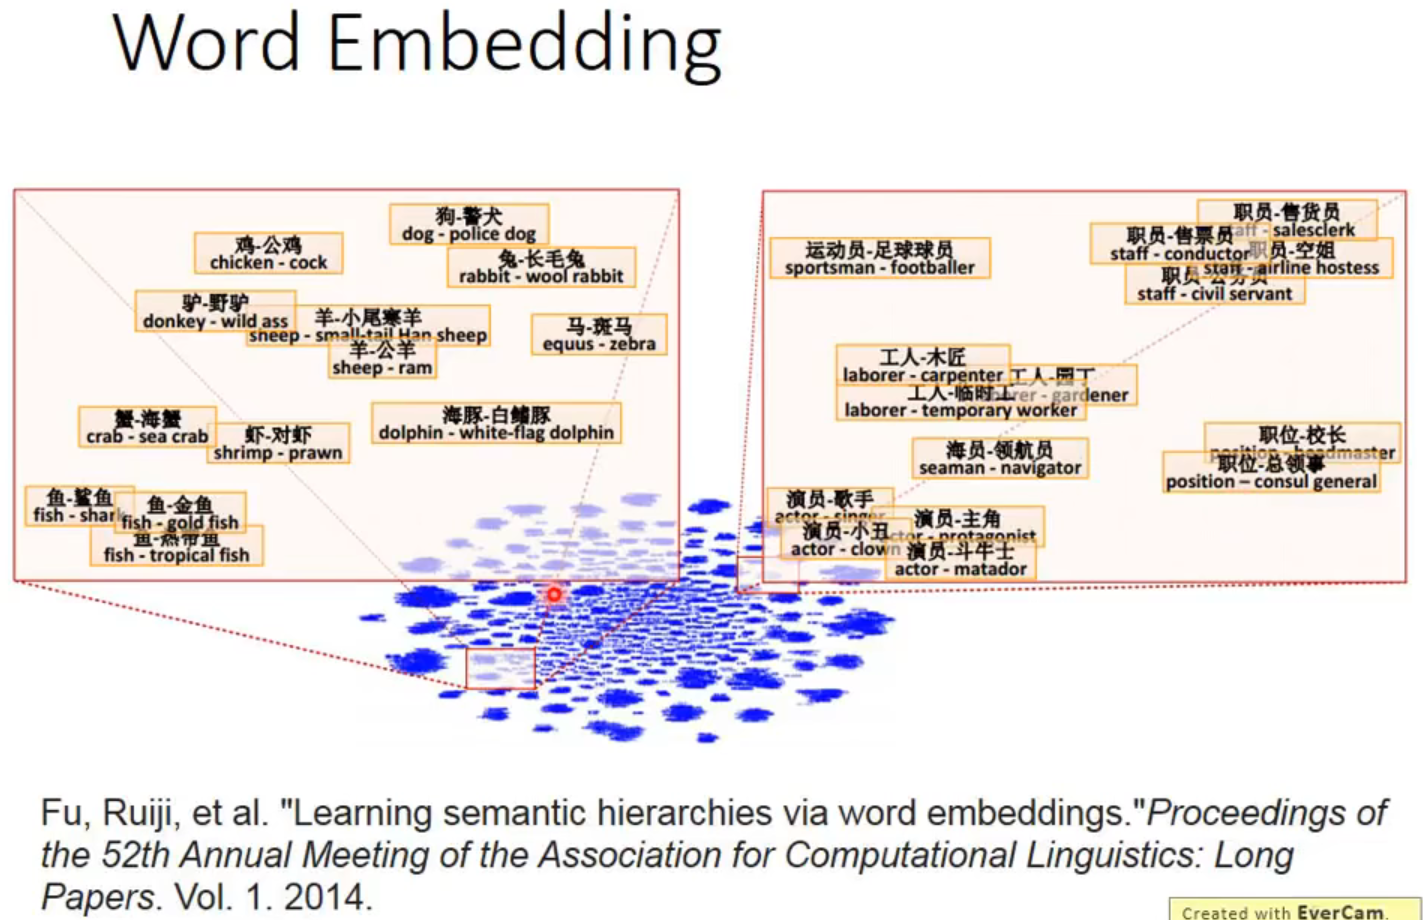 Word Embedding
狗-警犬
dog - police dog
鸡-公鸡
chicken - cock
兔-长毛兔
rabbit - wool rabbit
驴-野驴
donkey - wild ass
羊-小尾寒羊
sheep - small-tail Han sheep
马-斑马
equus - zebra
羊-公羊
sheep - ram
蟹-海蟹
crab - sea crab
虾-对虾
shrimp - prawn
海豚-白鳍豚
dolphin - white-flag dolphin
鱼-鲨鱼
fish - shark
鱼-金鱼
fish - gold fish
鱼-热带鱼
fish - tropical fish
职员-售货员
staff - salesclerk
职员-售票员
staff - conductor
职员-空姐
staff - airline hostess
职员-公务员
staff - civil servant
运动员-足球球员
sportsman - footballer
工人-木匠
laborer - carpenter
工人-园丁
laborer - gardener
工人-临时工
laborer - temporary worker
海员-领航员
seaman - navigator
职位-校长
position - headmaster
职位-总领事
position – consul general
演员-歌手
actor - singer
演员-主角
actor - protagonist
演员-小丑
actor - clown
演员-斗牛士
actor - matador
Fu, Ruiji, et al. "Learning semantic hierarchies via word embeddings."Proceedings of
the 52th Annual Meeting of the Association for Computational Linguistics: Long
Papers. Vol. 1. 2014.
Created with EverCam.